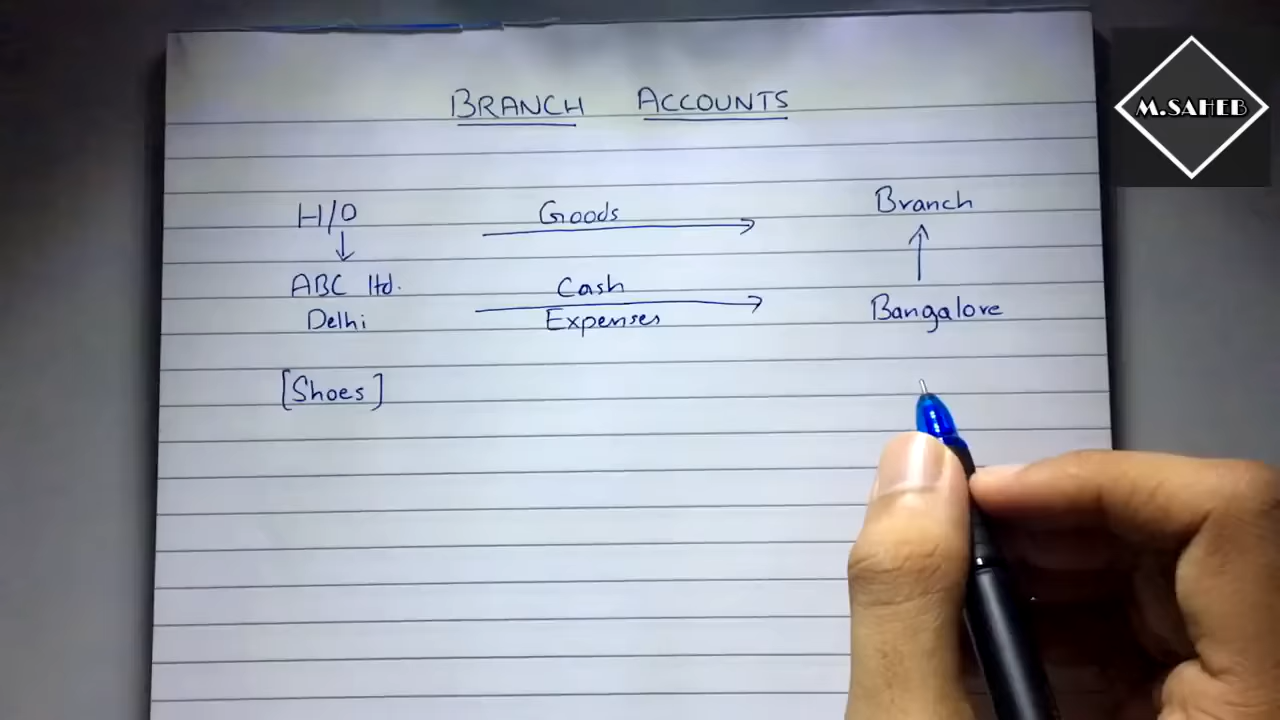 BRANCH ACCOUNTS
M.SAHEB
H/O Goods Branch
ABC ltd. Cash Bangalore
Delhi Expenses
[Shoes]